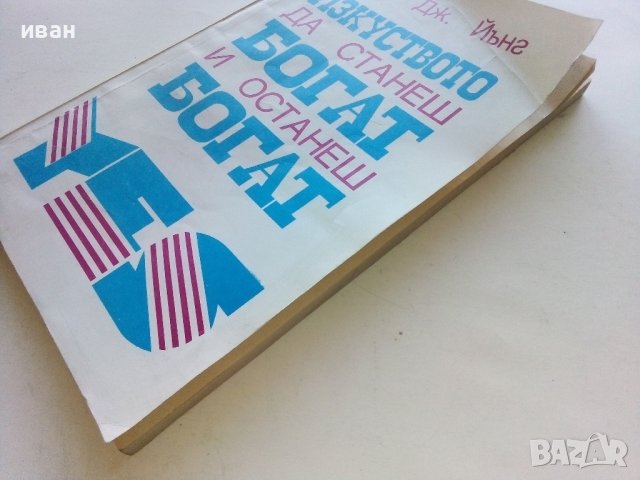 иван
Дж. Йънг
ИЗКУСТВОТО
ДА СТАНЕШ
БОГАТ
И ОСТАНЕШ
БОГАТ
YES
BAZAR